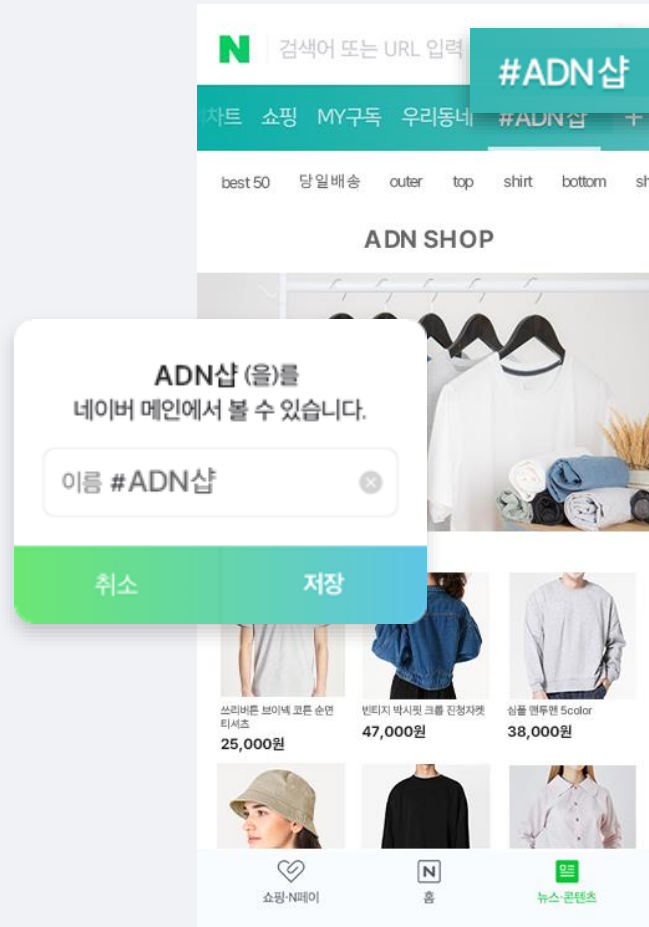 N 검색어 또는 URL 입력
#ADN샵
차트 쇼핑 MY구독 우리동네 #ADN샵 +
best 50 당일배송 outer top shirt bottom sh
ADN SHOP
ADN샵 (을)를
네이버 메인에서 볼 수 있습니다.
이름 #ADN샵
취소 저장
쓰리버튼 브이넥 코튼 순면
티셔츠
25,000원
빈티지 박시핏 크롭 진청자켓
47,000원
심플 맨투맨 5color
38,000원
쇼핑·N페이
N
홈
뉴스·콘텐츠